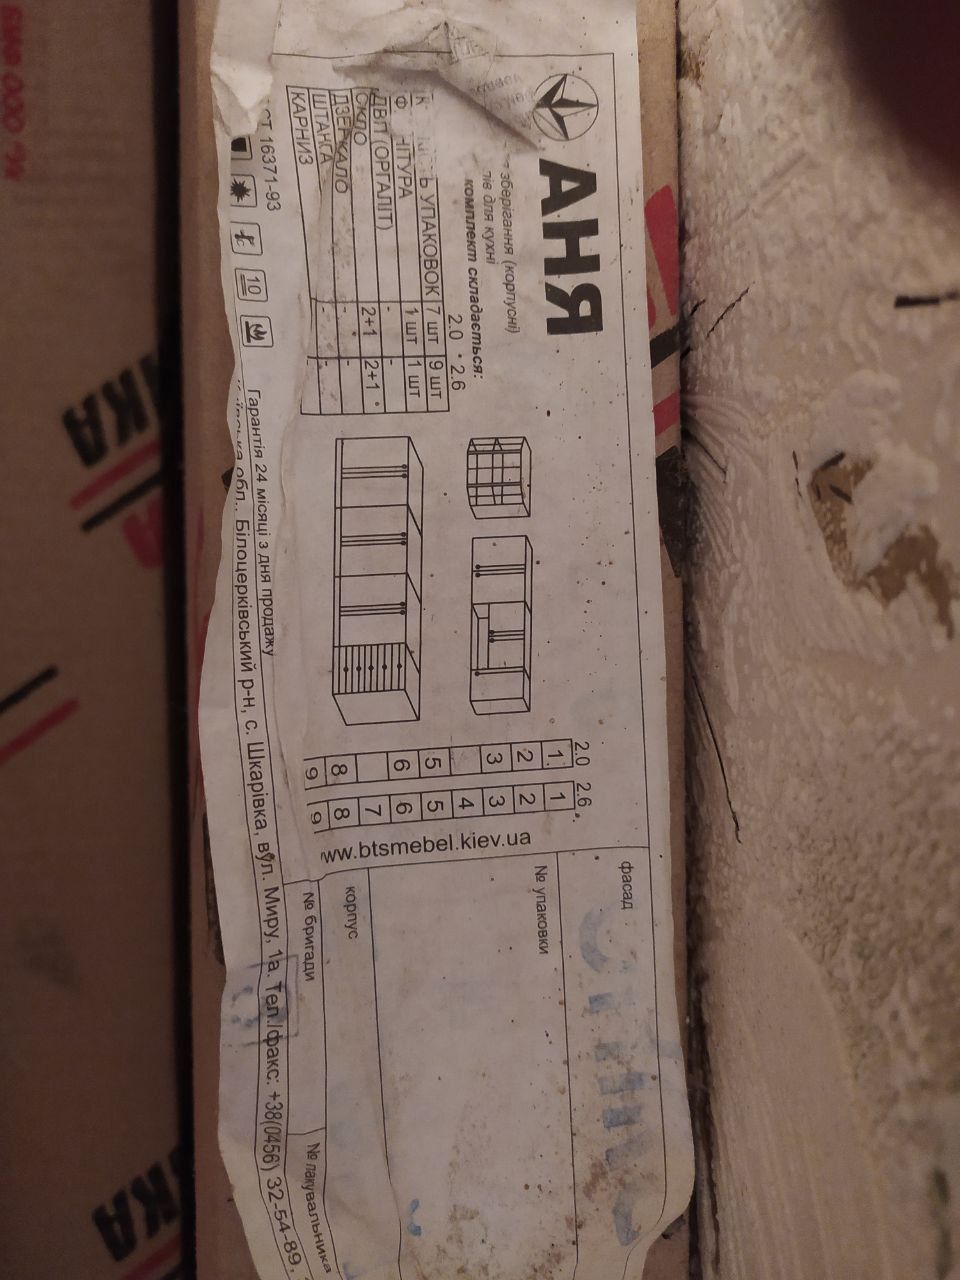 АНЯ
зберігання (корпусні)
для кухні
комплект складається:
2.0 2.6
УПАКОВОК 7 шт 9 шт
1 шт 1 шт
ДВП (ОРГАЛІТ) - -
СКЛО 2+1 2+1
ДЗЕРКАЛО - -
ШТАНГА - -
КАРНИЗ
16371-93
10
Гарантія 24 місяці з дня продажу
обл., Білоцерківський р-н, с. Шкарівка, вул. Миру, 1а. Тел./факс: +38(0456) 32-54-89,
2.0 2.6
1 1
2 2
3 3
4
5 5
6 6
7
8 8
9 9
ww.btsmebel.kiev.ua
фасад
№ упаковки
корпус
№ бригади
№ пакувальника